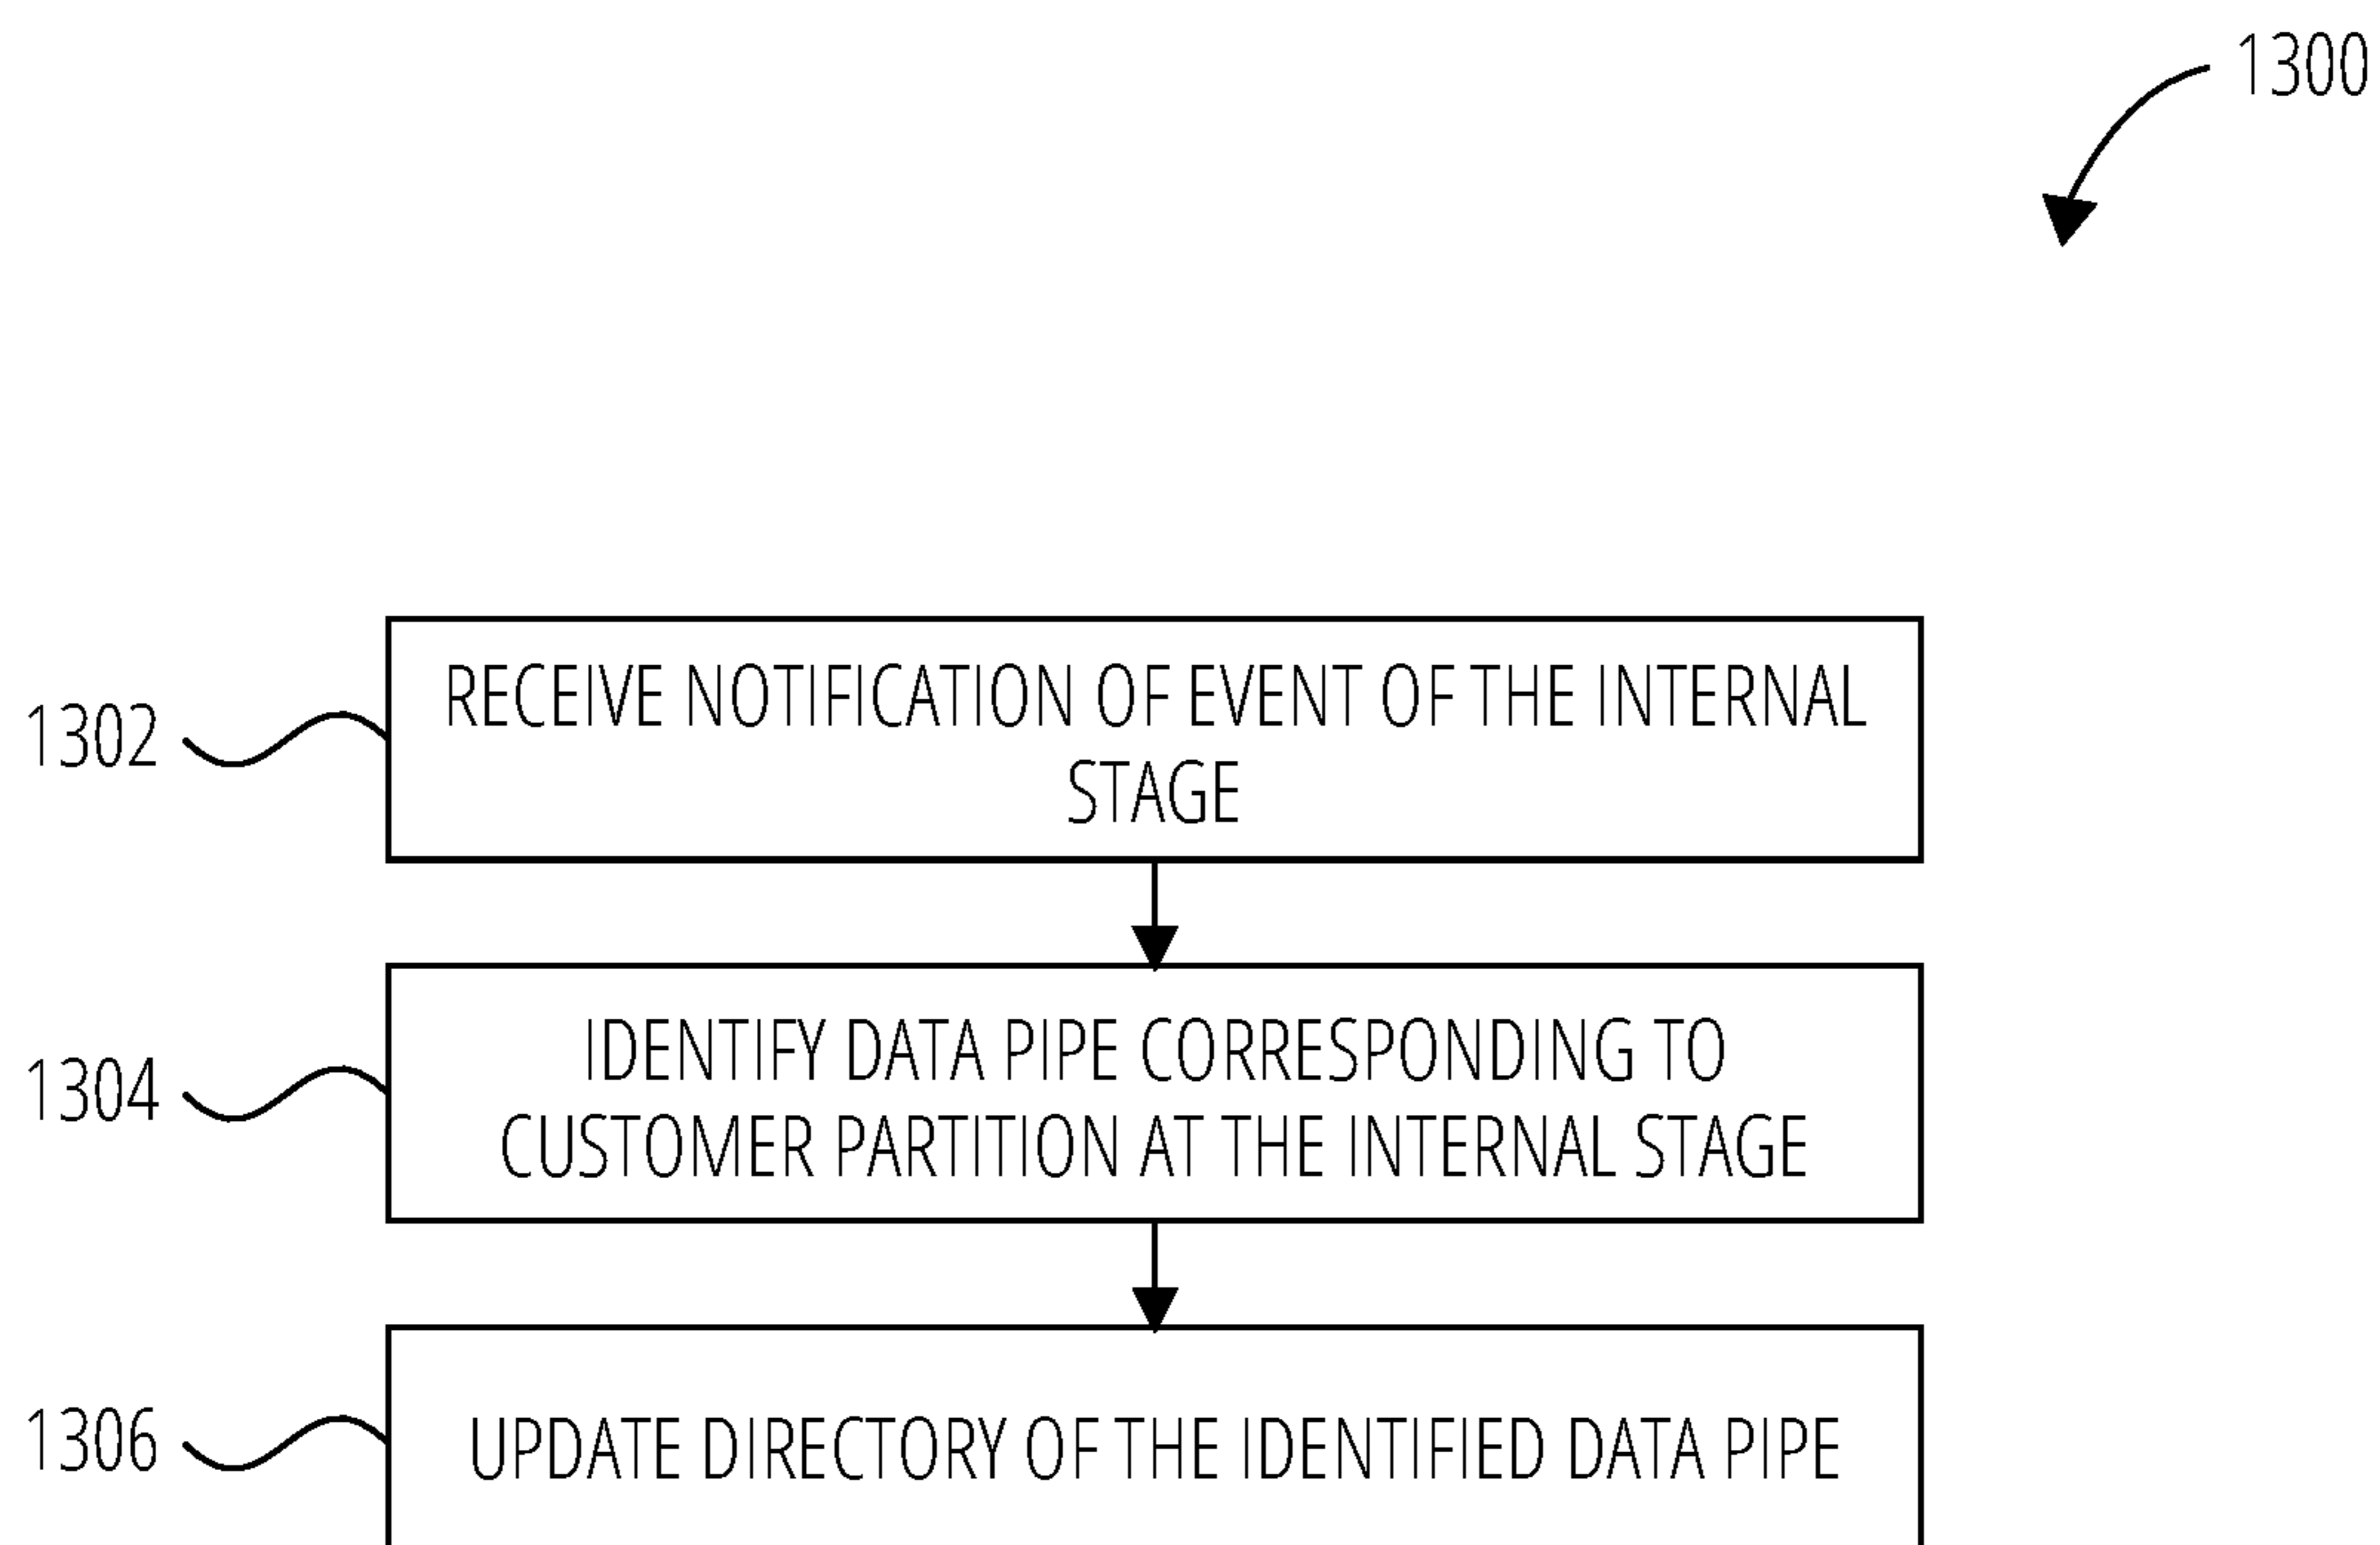 1300
1302
RECEIVE NOTIFICATION OF EVENT OF THE INTERNAL
STAGE
1304
IDENTIFY DATA PIPE CORRESPONDING TO
CUSTOMER PARTITION AT THE INTERNAL STAGE
1306
UPDATE DIRECTORY OF THE IDENTIFIED DATA PIPE